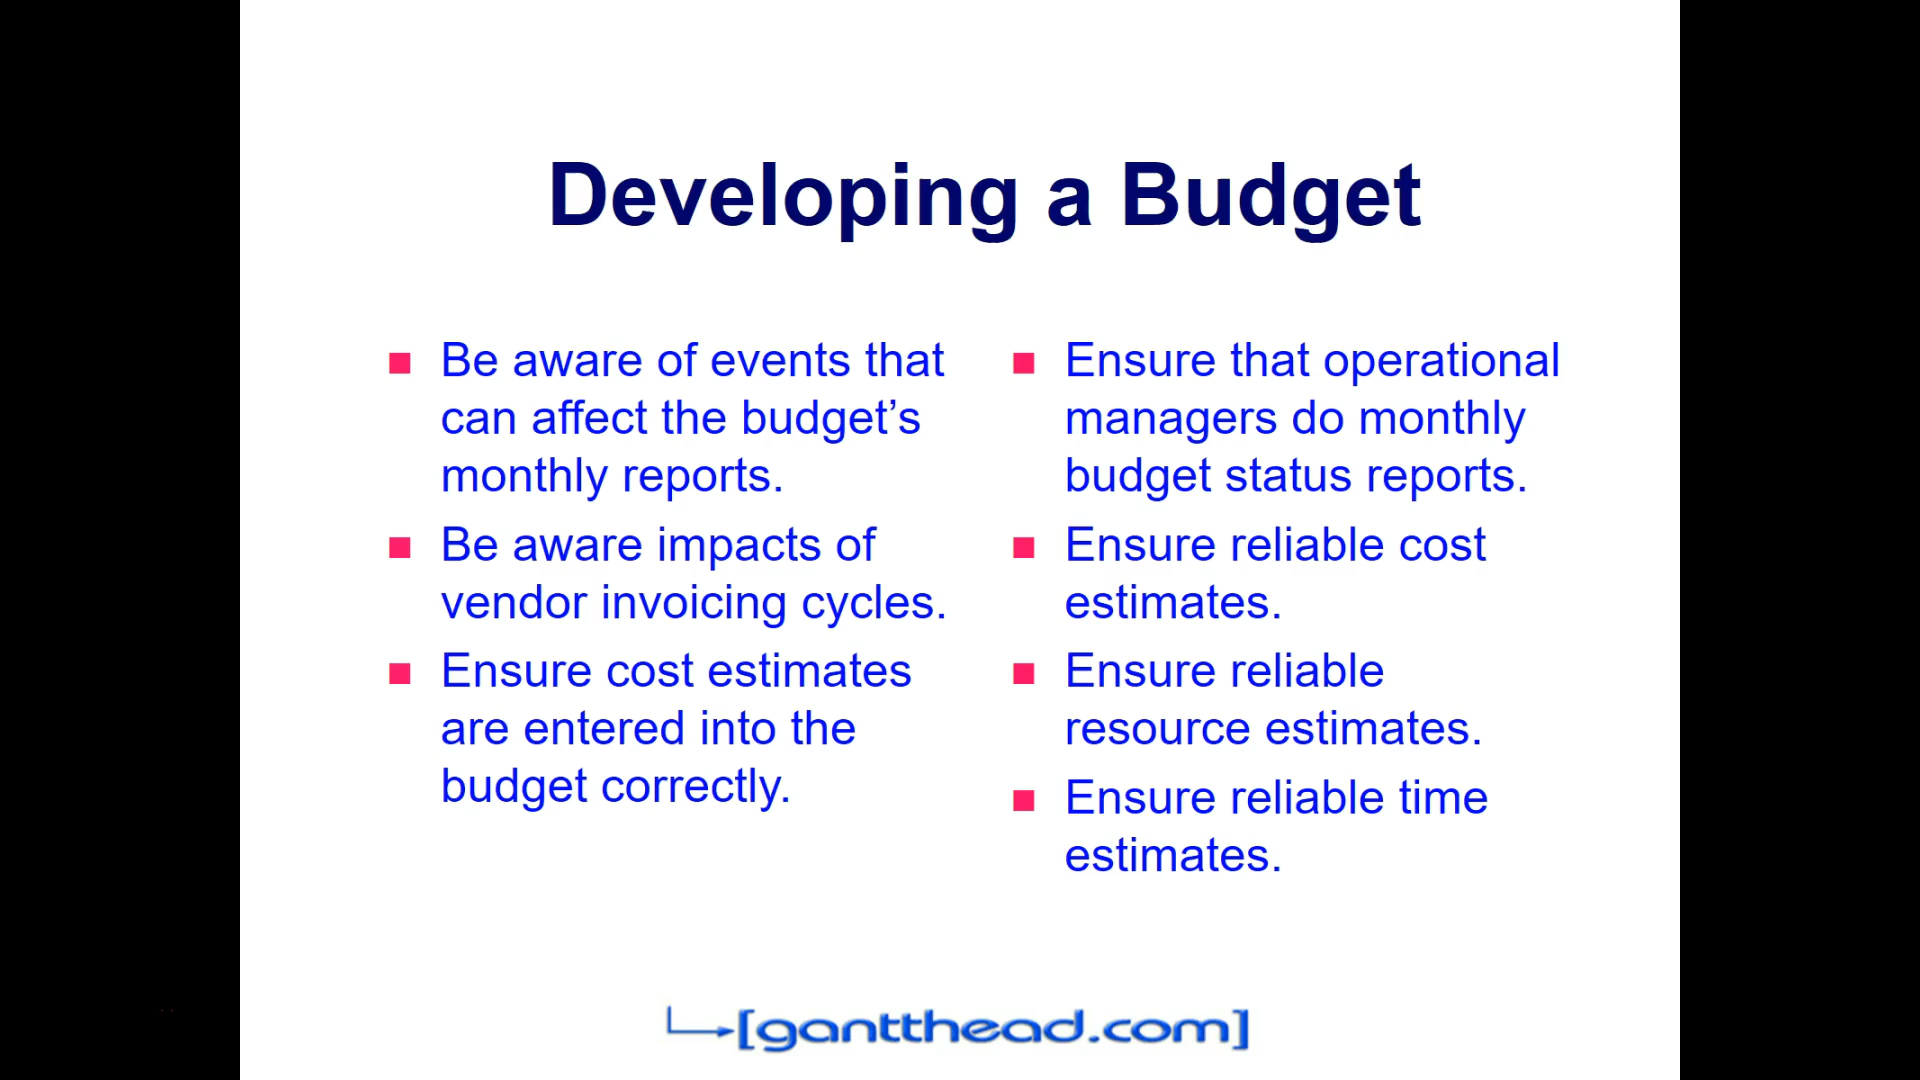 Developing a Budget
Be aware of events that
can affect the budget’s
monthly reports.
Be aware impacts of
vendor invoicing cycles.
Ensure cost estimates
are entered into the
budget correctly.
Ensure that operational
managers do monthly
budget status reports.
Ensure reliable cost
estimates.
Ensure reliable
resource estimates.
Ensure reliable time
estimates.
[gantthead.com]